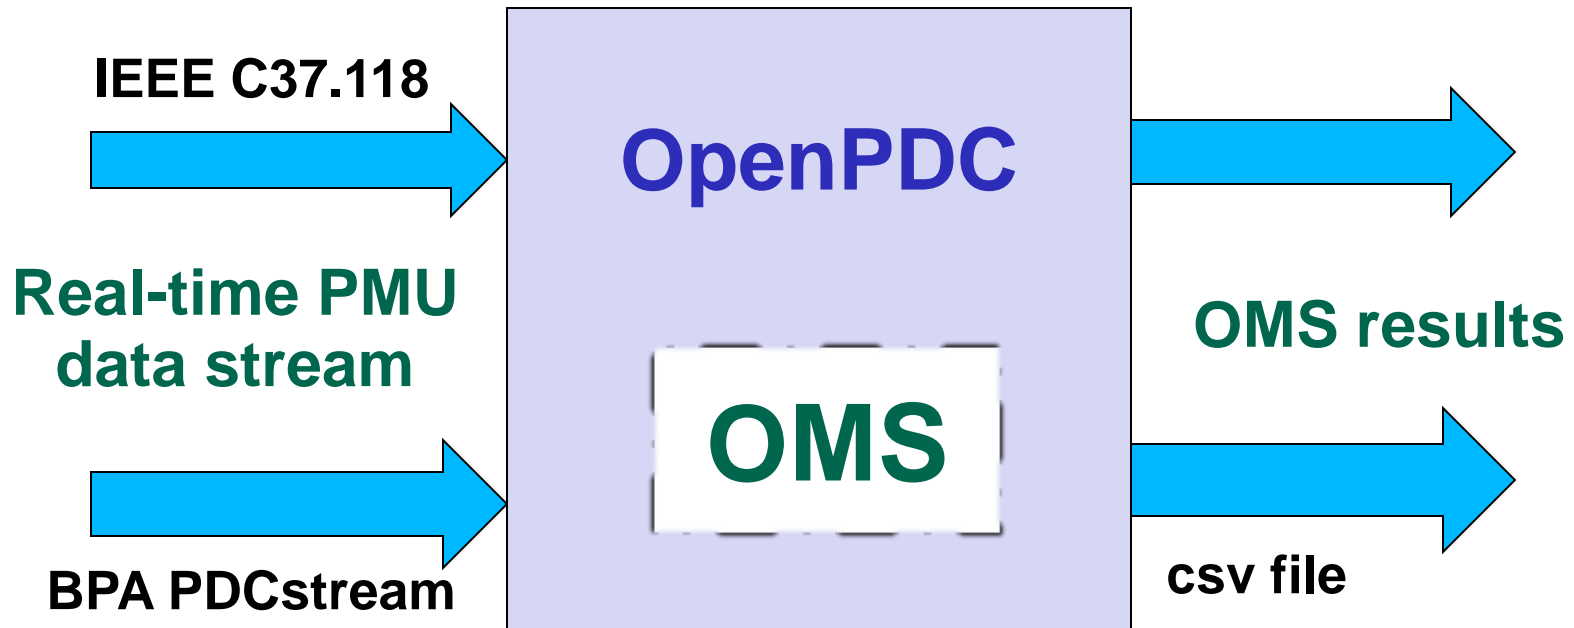 IEEE C37.118
Real-time PMU
data stream
BPA PDCstream
OpenPDC
OMS
OMS results
csv file